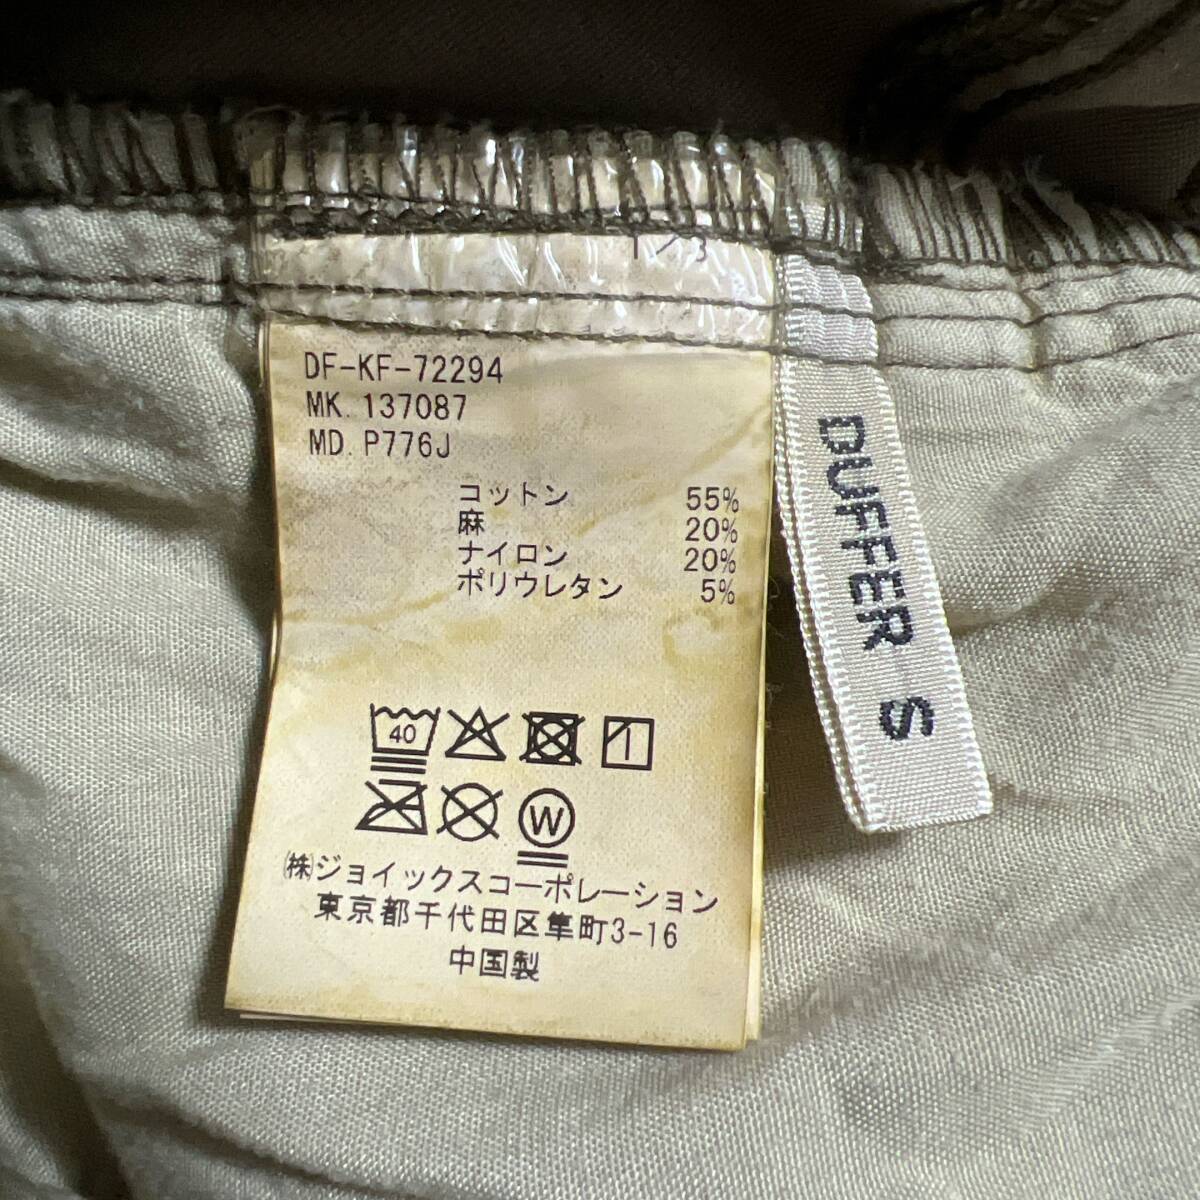 1/3
DF-KF-72294
MK. 137087
MD. P776J
コットン 55%
麻 20%
ナイロン 20%
ポリウレタン 5%
40
W
㈱ジョイックスコーポレーション
東京都千代田区隼町3-16
中国製
DUFFER S